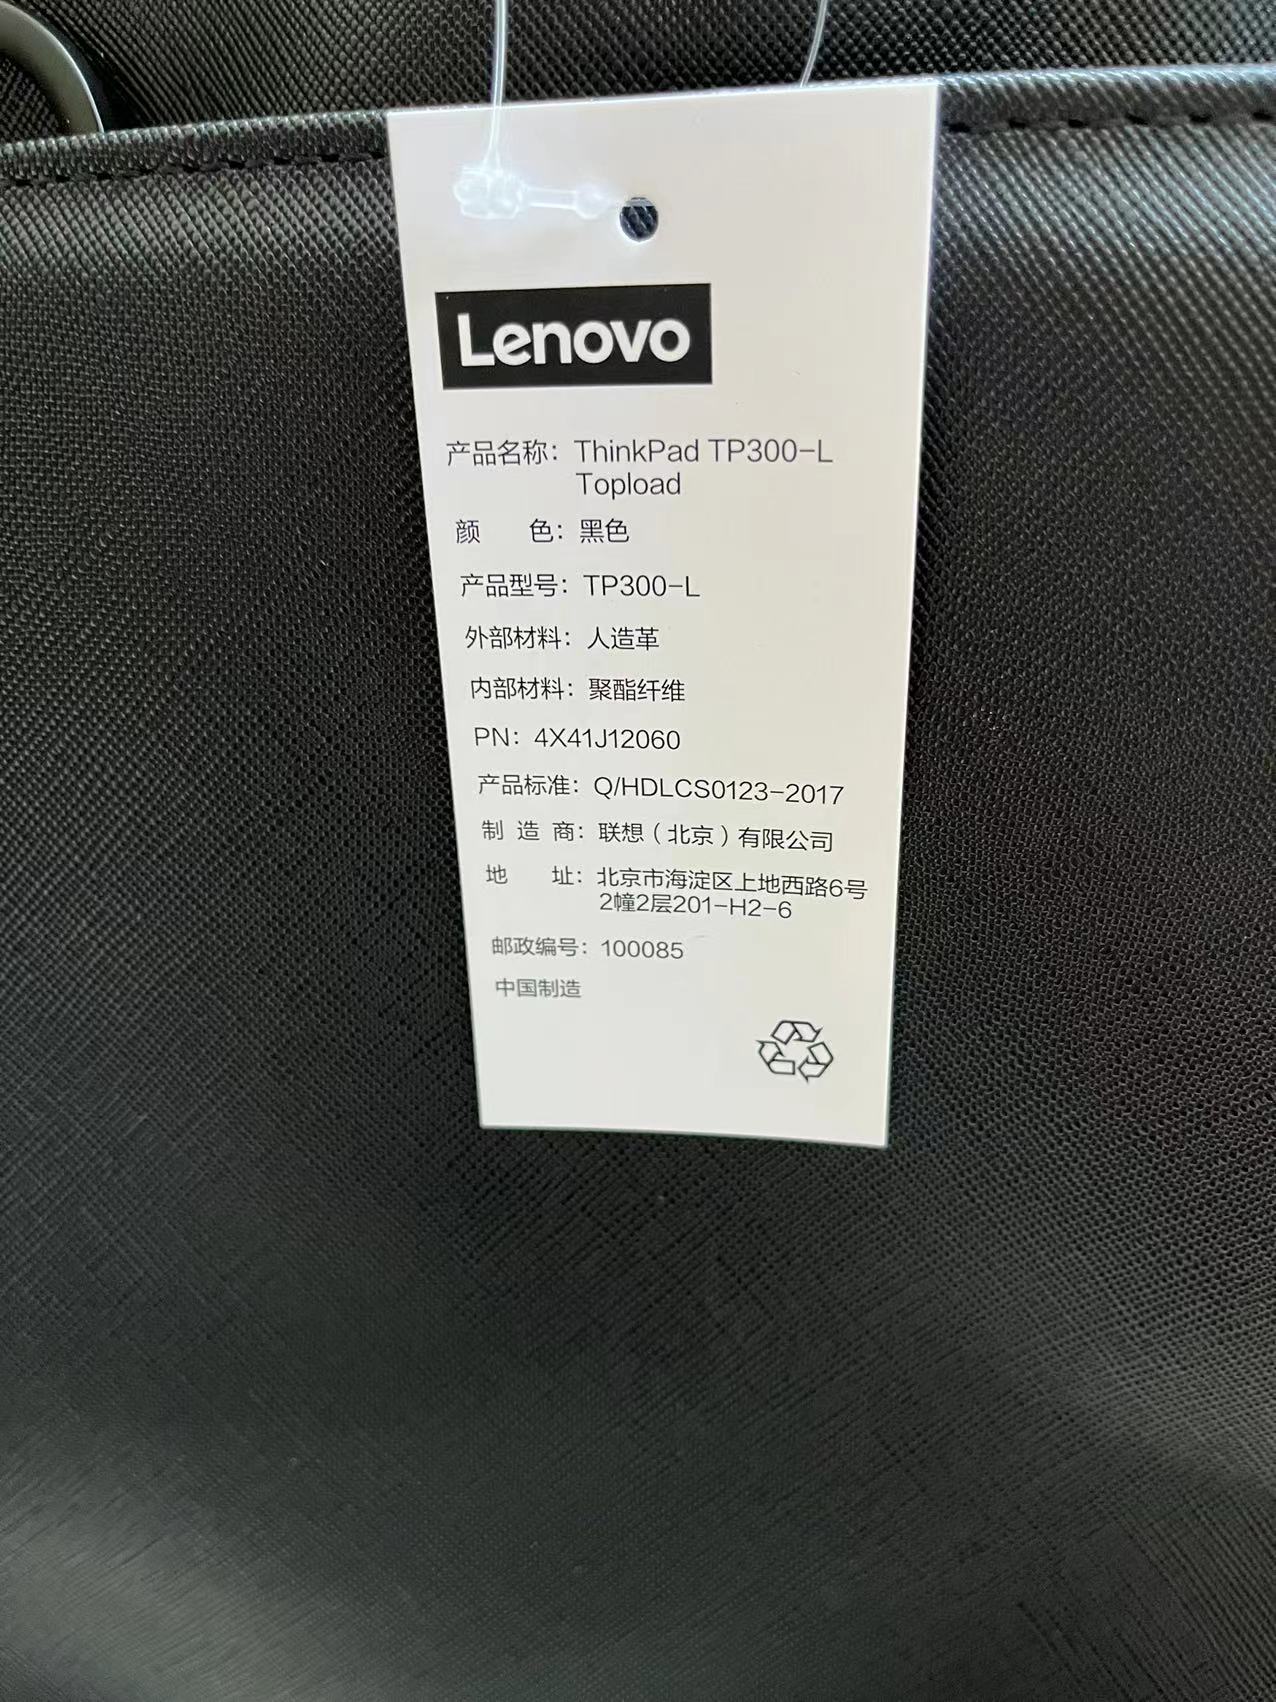 Lenovo
产品名称：ThinkPad TP300-L
Topload
颜 色：黑色
产品型号：TP300-L
外部材料：人造革
内部材料：聚酯纤维
PN：4X41J12060
产品标准：Q/HDLCS0123-2017
制 造 商：联想（北京）有限公司
地 址：北京市海淀区上地西路6号
2幢2层201-H2-6
邮政编号：100085
中国制造